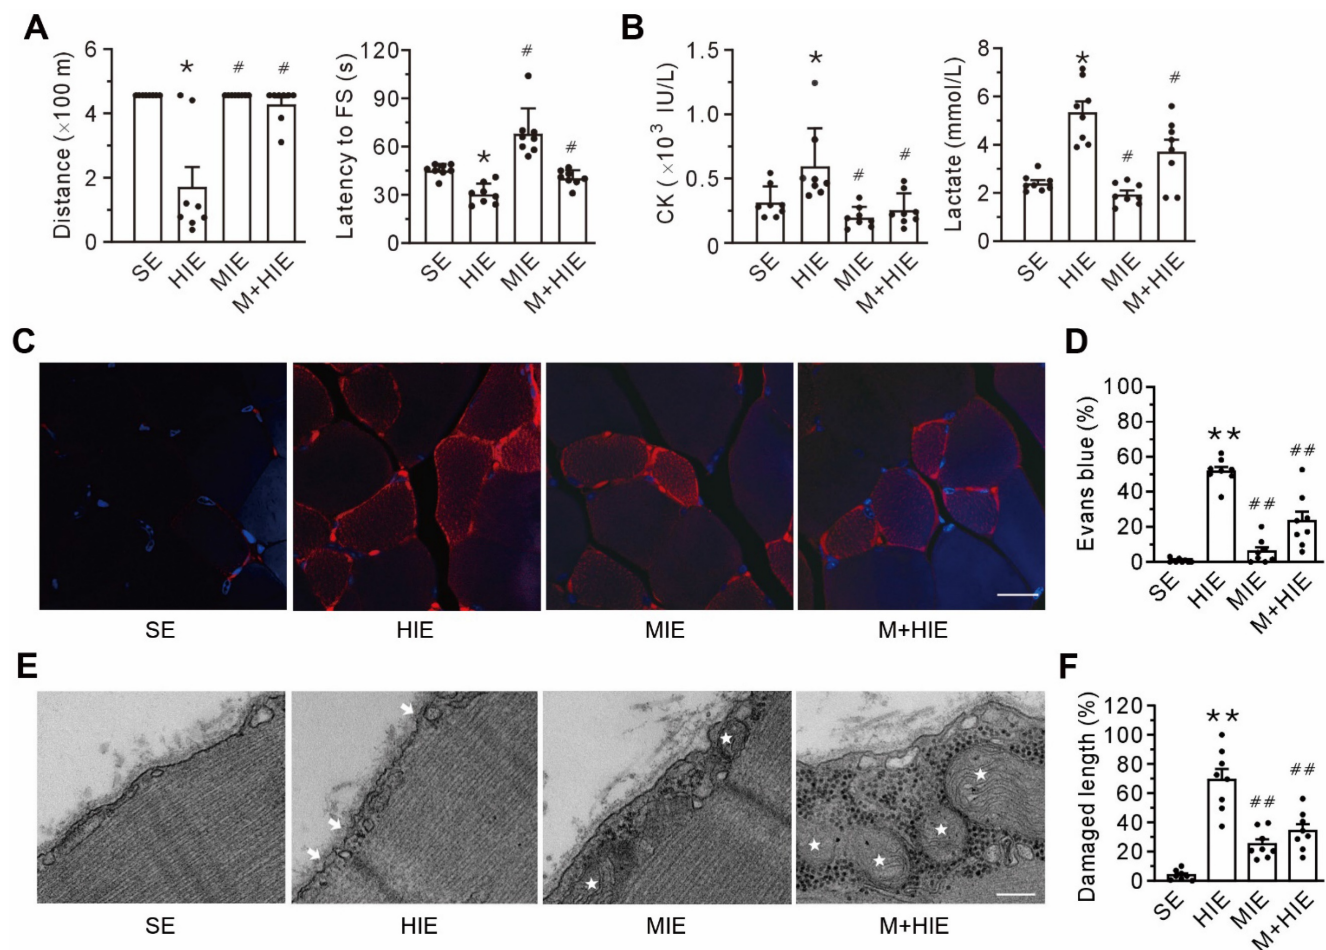 A
Distance (×100 m)
6
4
2
0
*
#
#
SE
HIE
MIE
M+HIE
Latency to FS (s)
120
90
60
30
0
*
#
#
SE
HIE
MIE
M+HIE
B
CK (×10³ IU/L)
1.5
1.0
0.5
0
*
#
#
SE
HIE
MIE
M+HIE
Lactate (mmol/L)
8
6
4
2
0
*
#
#
SE
HIE
MIE
M+HIE
C
SE
HIE
MIE
M+HIE
D
Evans blue (%)
100
80
60
40
20
0
**
##
##
SE
HIE
MIE
M+HIE
E
SE
HIE
MIE
M+HIE
F
Damaged length (%)
120
100
80
60
40
20
0
**
##
##
SE
HIE
MIE
M+HIE